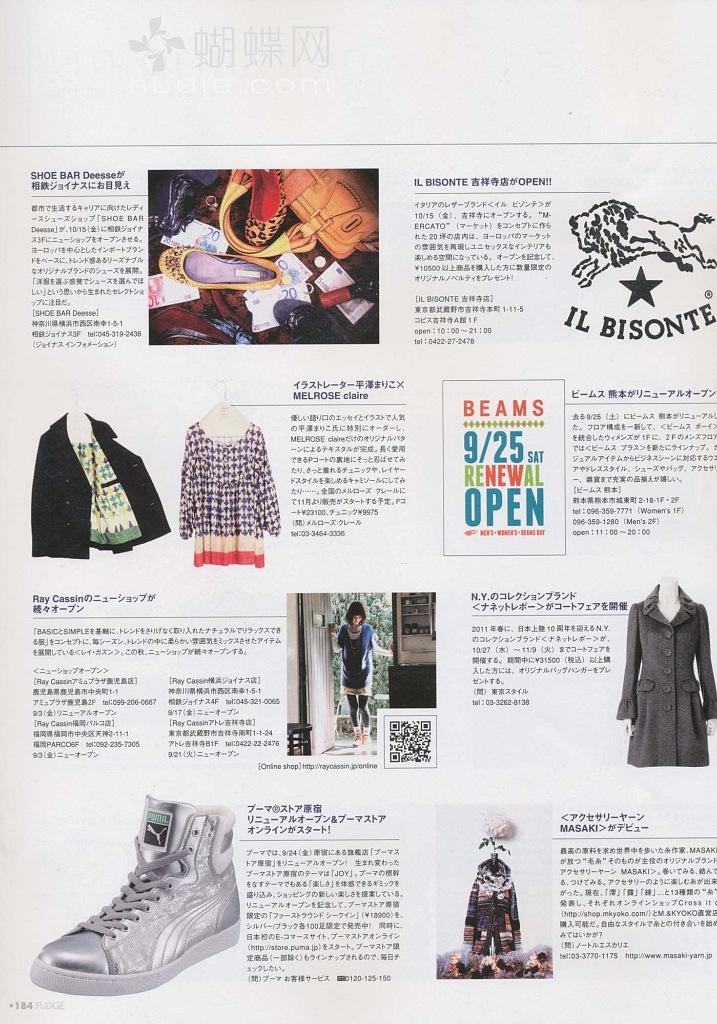 蝴蝶网
hudie.com
SHOE BAR Deesseが
相鉄ジョイナスにお目見え
都市で生活するキャリアに向けたレディ
ースシューズショップ「SHOE BAR
Deesse」が、10/15(金)に相鉄ジョイナ
ス3Fにニューショップをオープンさせる。
ヨーロッパを中心としたインポートブランド
をベースに、トレンド感あるリーズナブル
なオリジナルブランドのシューズを展開。
「洋服を選ぶ感覚でシューズを選んでほ
しい」という思いから生まれたセレクトショ
ップに注目だ。
[SHOE BAR Deesse]
神奈川県横浜市西区南幸1-5-1
相鉄ジョイナス3F tel:045-319-2438
(ジョイナス インフォメーション)
IL BISONTE 吉祥寺店がOPEN!!
イタリアのレザーブランド<イル ビゾンテ>が
10/15(金)、吉祥寺にオープンする。“M-
ERCATO”(マーケット)をコンセプトに作ら
れた20坪の店内は、ヨーロッパのマーケット
の雰囲気を再現しユニセックスなインテリアも
楽しめる空間になっている。オープンを記念して、
¥10500以上商品を購入した方に数量限定の
オリジナルノベルティをプレゼント!
[IL BISONTE 吉祥寺店]
東京都武蔵野市吉祥寺本町1-11-5
コピス吉祥寺A館1F
open:10:00〜21:00
tel:0422-27-2478
IL BISONTE®
イラストレーター平澤まりこ×
MELROSE claire
優しい語り口のエッセイとイラストで人気
の平澤まりこ氏に特別にオーダーし、
MELROSE claireだけのオリジナルパタ
ーンによるテキスタイルが完成。長く愛用
できるPコートの裏地にそっと忍ばせてみ
たり、さっと着れるチュニックや、レイヤー
ドスタイルを楽しめるキャミソールにしてみ
たり……。全国のメルローズ クレールに
て11月より販売がスタートする予定。Pコ
ート¥23100、チュニック¥9975
(問)メルローズ クレール
tel:03-3464-3336
BEAMS
9/25 SAT
RENEWAL
OPEN
MEN'S・WOMEN'S・BEAMS BOY
ビームス 熊本がリニューアルオープン
去る9/25(土)にビームス 熊本がリニューアルし
た。フロア構成を一新して、<ビームス ボーイ>
を統合したウィメンズが1Fに、2Fのメンズフロア
では<ビームス プラス>を新たにラインナップ。カ
ジュアルアイテムからビジネスシーンに対応するウエ
アやドレススタイル、シューズやバッグ、アクセサリ
ー、雑貨まで充実の品揃えが嬉しい。
[ビームス 熊本]
熊本県熊本市城東町2-18-1F・2F
tel:096-359-7771 (Women's 1F)
096-359-1280 (Men's 2F)
open:11:00〜20:00
Ray Cassinのニューショップが
続々オープン
「BASICとSIMPLEを基軸に、トレンドをさりげなく取り入れたナチュラルでリラックスでき
る服」をコンセプトに、毎シーズン、トレンドの中に柔らかい雰囲気をミックスさせたアイテム
を展開している<レイ・カズン>。この秋、ニューショップが続々オープンする。
<ニューショップオープン>
[Ray Cassinアミュプラザ鹿児島店]
鹿児島県鹿児島市中央町1-1
アミュプラザ鹿児島2F tel:099-206-0667
9/3(金)リニューアルオープン
[Ray Cassin福岡パルコ店]
福岡県福岡市中央区天神2-11-1
福岡PARCO6F tel:092-235-7305
9/3(金)ニューオープン
[Ray Cassin横浜ジョイナス店]
神奈川県横浜市西区南幸1-5-1
相鉄ジョイナス4F tel:045-321-0065
9/17(金)ニューオープン
[Ray Cassinアトレ吉祥寺店]
東京都武蔵野市吉祥寺南町1-1-24
アトレ吉祥寺B1F tel:0422-22-2476
9/21(火)ニューオープン
[Online shop] http://raycassin.jp/online
N.Y.のコレクションブランド
<ナネットレポー>がコートフェアを開催
2011年春に、日本上陸10周年を迎えるN.Y.
のコレクションブランド<ナネットレポー>が、
10/27(水)〜11/9(火)までコートフェアを
開催する。期間中に¥31500(税込)以上購
入した方には、オリジナルバッグハンガーをプレ
ゼントする。
(問)東京スタイル
tel:03-3262-8138
PUMA
プーマ®ストア原宿
リニューアルオープン&プーマストア
オンラインがスタート!
プーマでは、9/24(金)原宿にある旗艦店「プーマス
トア原宿」をリニューアルオープン! 生まれ変わった
プーマストア原宿のテーマは「JOY」。プーマの根幹
をなすテーマでもある「楽しさ」を体感できるギミックを
盛り込み、ショッピングの新しい楽しさを提案している。
リニューアルオープンを記念して、プーマストア原宿
限定の「ファーストラウンド シークイン」(¥18900)を、
シルバー/ブラック各100足限定で発売中! 同時に、
日本初のE-コマースサイト、プーマストアオンライン
(http://store.puma.jp)をスタート。プーマストア限
定商品(一部除く)もラインナップされるので、毎日チ
ェックしたい。
(問)プーマ お客様サービス 0120-125-150
<アクセサリーヤーン
MASAKI>がデビュー
最高の原料を求め世界中を歩いた糸作家、MASAKI
が放つ“毛糸”そのものが主役のオリジナルブランド
アクセサリーヤーン MASAKI>。巻いてみる、結んで
る、つけてみる。アクセサリーのように楽しむ糸が出来
がった。現在、「澪」「露」「練」…と13種類の“糸”
発表し、それぞれオンラインショップCross it c
(http://shop.mkyoko.com/)とM.&KYOKO直営店
購入可能だ。自由なスタイルで糸との付き合いを始め
みてはいかが?
(問)ノートルエスカリエ
tel:03-3770-1175 http://www.masaki-yarn.jp
184 FUDGE